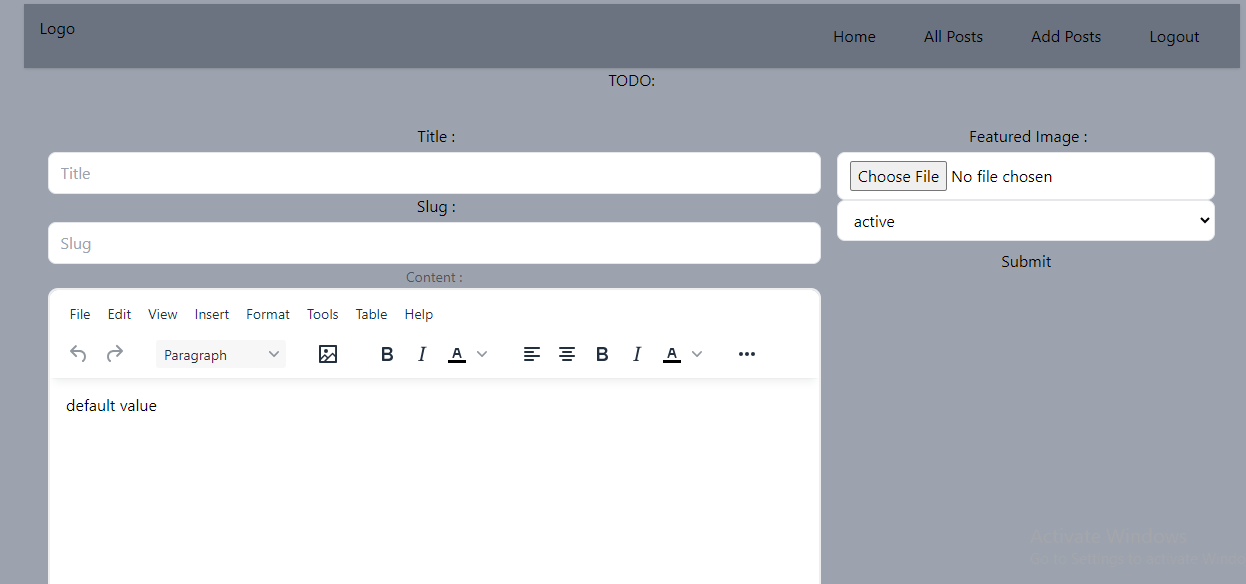 Logo
Home All Posts Add Posts Logout
TODO:
Title :
Title
Slug :
Slug
Content :
File Edit View Insert Format Tools Table Help
Paragraph B I A B I A
default value
Featured Image :
Choose File No file chosen
active
Submit
Activate Windows
Go to Settings to activate Windows.